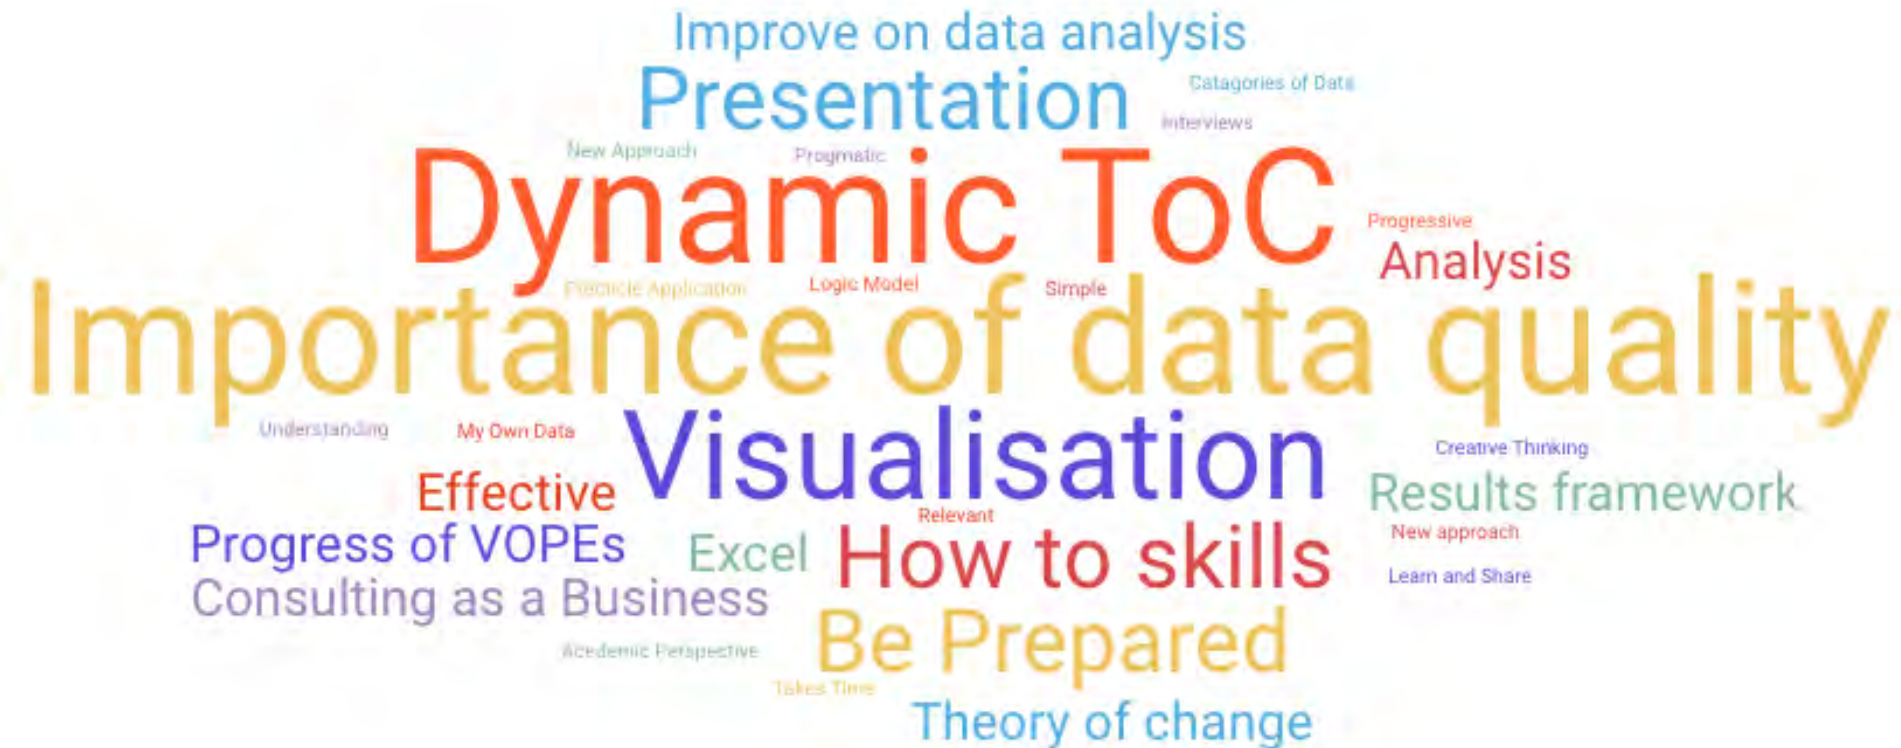 Improve on data analysis
Presentation
Catagories of Data
Interviews
New Approach
Progmatic
Dynamic ToC
Progressive
Analysis
Practicle Application
Logic Model
Simple
Importance of data quality
Understanding
My Own Data
Visualisation
Creative Thinking
Effective
Results framework
Relevant
Progress of VOPEs
Excel
How to skills
New approach
Learn and Share
Consulting as a Business
Be Prepared
Acedemic Perspective
Takes Time
Theory of change